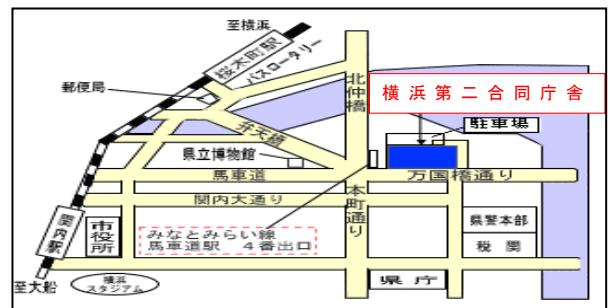 至横浜
桜木町駅
バスロータリー
郵便局
北仲橋
横浜第二合同庁舎
駐車場
弁天橋
県立博物館
馬車道
万国橋通り
関内大通り
本町通り
みなとみらい線
馬車道駅 4番出口
関内駅
市役所
県警本部
税関
至大船
横浜
スタジアム
県庁